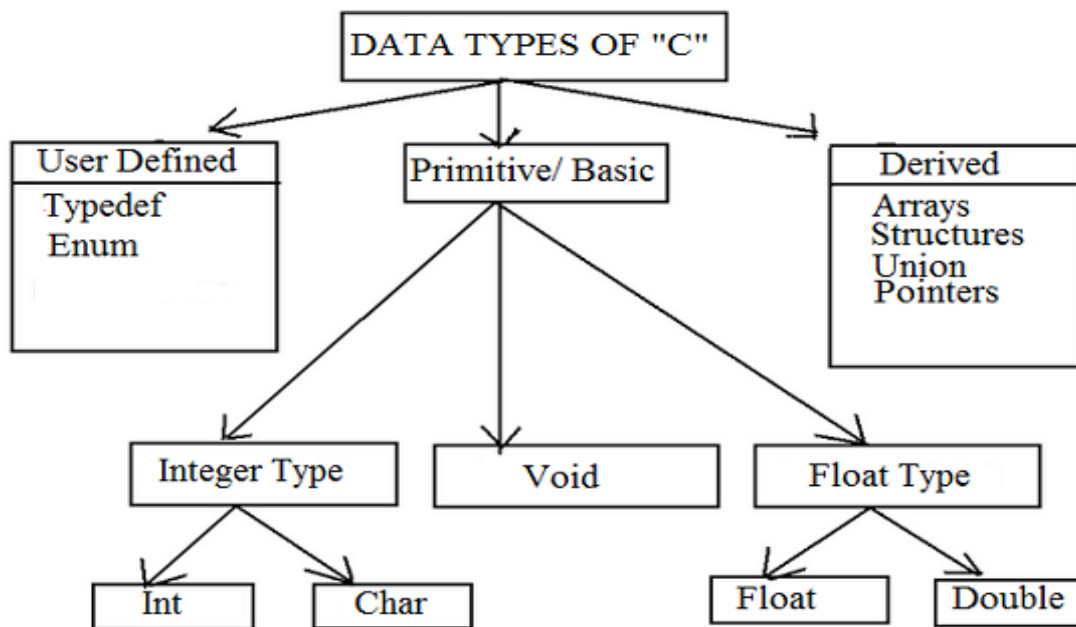 DATA TYPES OF "C"
User Defined
Typedef
Enum
Primitive/ Basic
Derived
Arrays
Structures
Union
Pointers
Integer Type
Void
Float Type
Int
Char
Float
Double